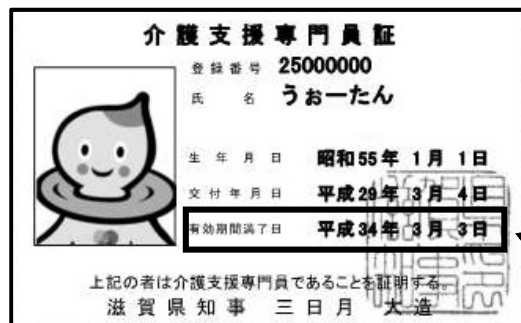 介護支援専門員証
登録番号 25000000
氏名 うぉーたん
生年月日 昭和55年 1月 1日
交付年月日 平成29年 3月 4日
有効期間満了日 平成34年 3月 3日
上記の者は介護支援専門員であることを証明する。
滋賀県知事 三日月 大造